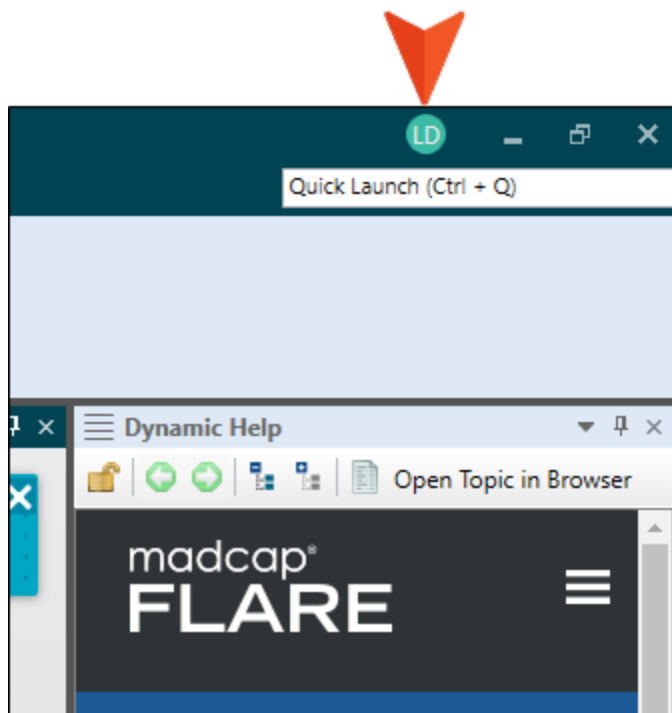 LD
Quick Launch (Ctrl + Q)
Dynamic Help
Open Topic in Browser
madcap®
FLARE